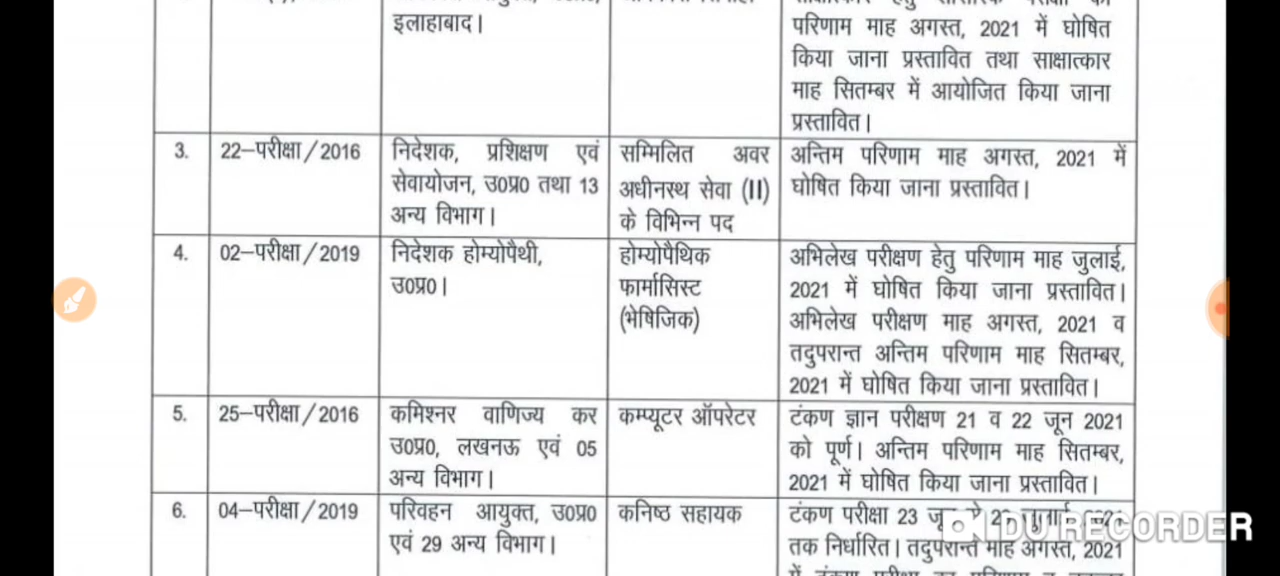 इलाहाबाद।
परिणाम माह अगस्त, 2021 में घोषित
किया जाना प्रस्तावित तथा साक्षात्कार
माह सितम्बर में आयोजित किया जाना
प्रस्तावित।
3.
22–परीक्षा/2016
निदेशक, प्रशिक्षण एवं
सेवायोजन, उ0प्र0 तथा 13
अन्य विभाग।
सम्मिलित अवर
अधीनस्थ सेवा (II)
के विभिन्न पद
अन्तिम परिणाम माह अगस्त, 2021 में
घोषित किया जाना प्रस्तावित।
4.
02–परीक्षा/2019
निदेशक होम्योपैथी,
उ0प्र0।
होम्योपैथिक
फार्मासिस्ट
(भेषिजिक)
अभिलेख परीक्षण हेतु परिणाम माह जुलाई,
2021 में घोषित किया जाना प्रस्तावित।
अभिलेख परीक्षण माह अगस्त, 2021 व
तदुपरान्त अन्तिम परिणाम माह सितम्बर,
2021 में घोषित किया जाना प्रस्तावित।
5.
25–परीक्षा/2016
कमिश्नर वाणिज्य कर
उ0प्र0, लखनऊ एवं 05
अन्य विभाग।
कम्प्यूटर ऑपरेटर
टंकण ज्ञान परीक्षण 21 व 22 जून 2021
को पूर्ण। अन्तिम परिणाम माह सितम्बर,
2021 में घोषित किया जाना प्रस्तावित।
6.
04–परीक्षा/2019
परिवहन आयुक्त, उ0प्र0
एवं 29 अन्य विभाग।
कनिष्ठ सहायक
टंकण परीक्षा 23
तक निर्धारित। तदुपरान्त माह अगस्त, 2021
DU RECORDER